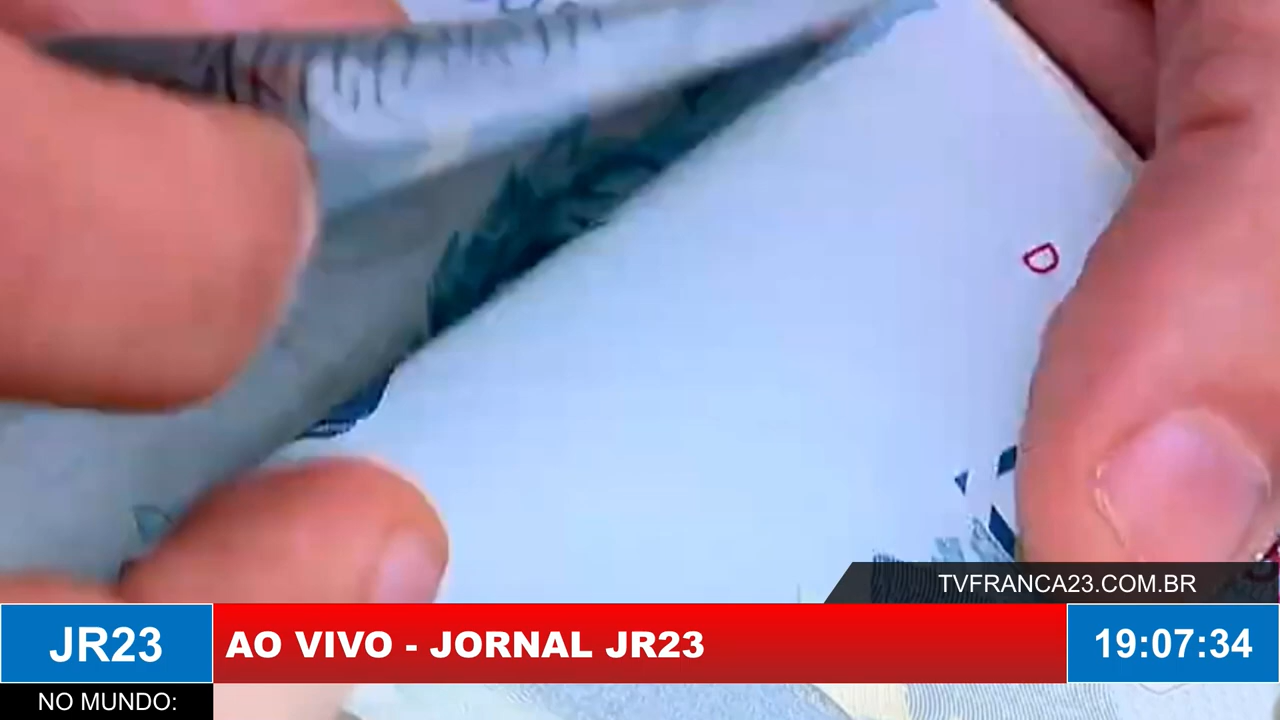 D
TVFRANCA23.COM.BR
JR23
AO VIVO - JORNAL JR23
19:07:34
NO MUNDO: